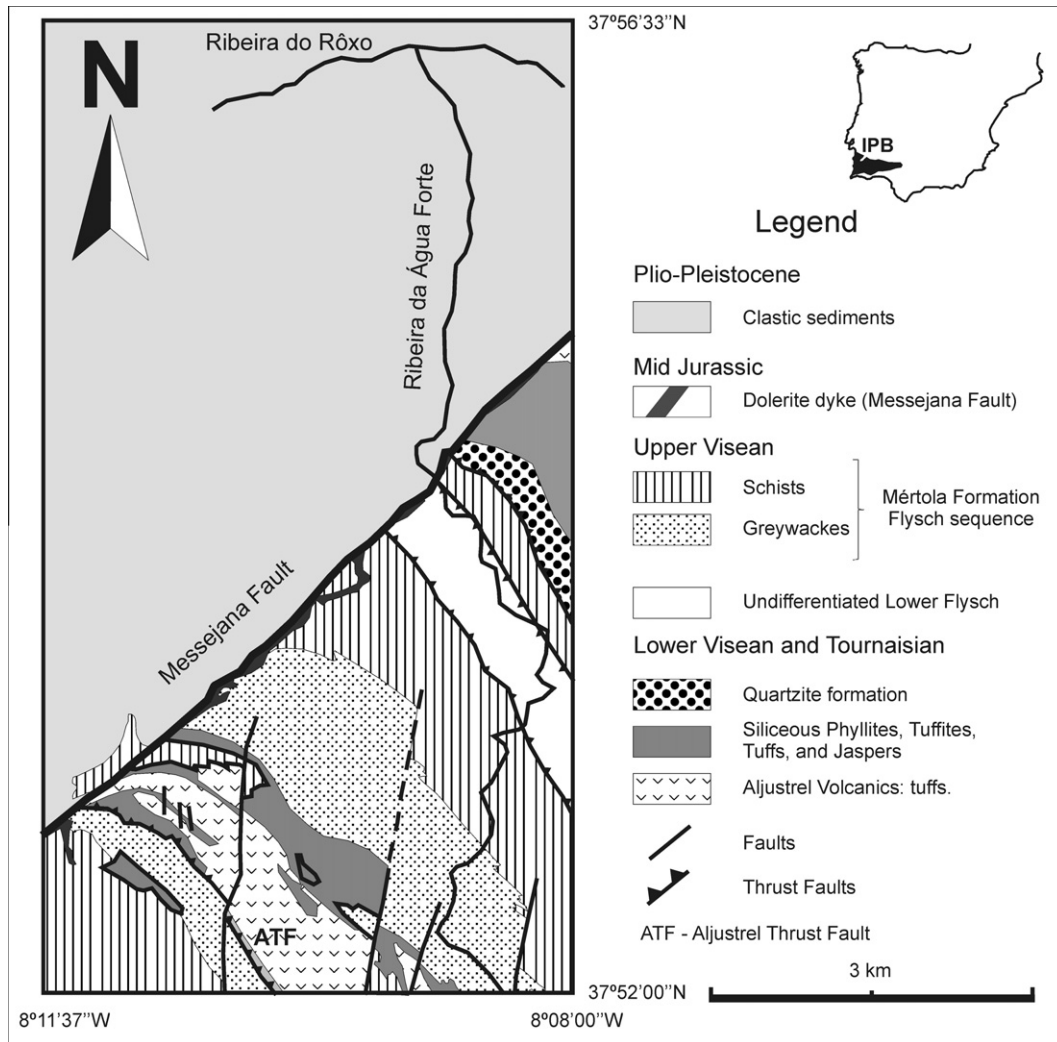 37º56'33''N
Ribeira do Rôxo
N
IPB
Ribeira da Água Forte
Messejana Fault
ATF
Legend
Plio-Pleistocene
Clastic sediments
Mid Jurassic
Dolerite dyke (Messejana Fault)
Upper Visean
Schists
Greywackes
Mértola Formation
Flysch sequence
Undifferentiated Lower Flysch
Lower Visean and Tournaisian
Quartzite formation
Siliceous Phyllites, Tuffites,
Tuffs, and Jaspers
Aljustrel Volcanics: tuffs.
Faults
Thrust Faults
ATF - Aljustrel Thrust Fault
3 km
37º52'00''N
8º11'37''W
8º08'00''W